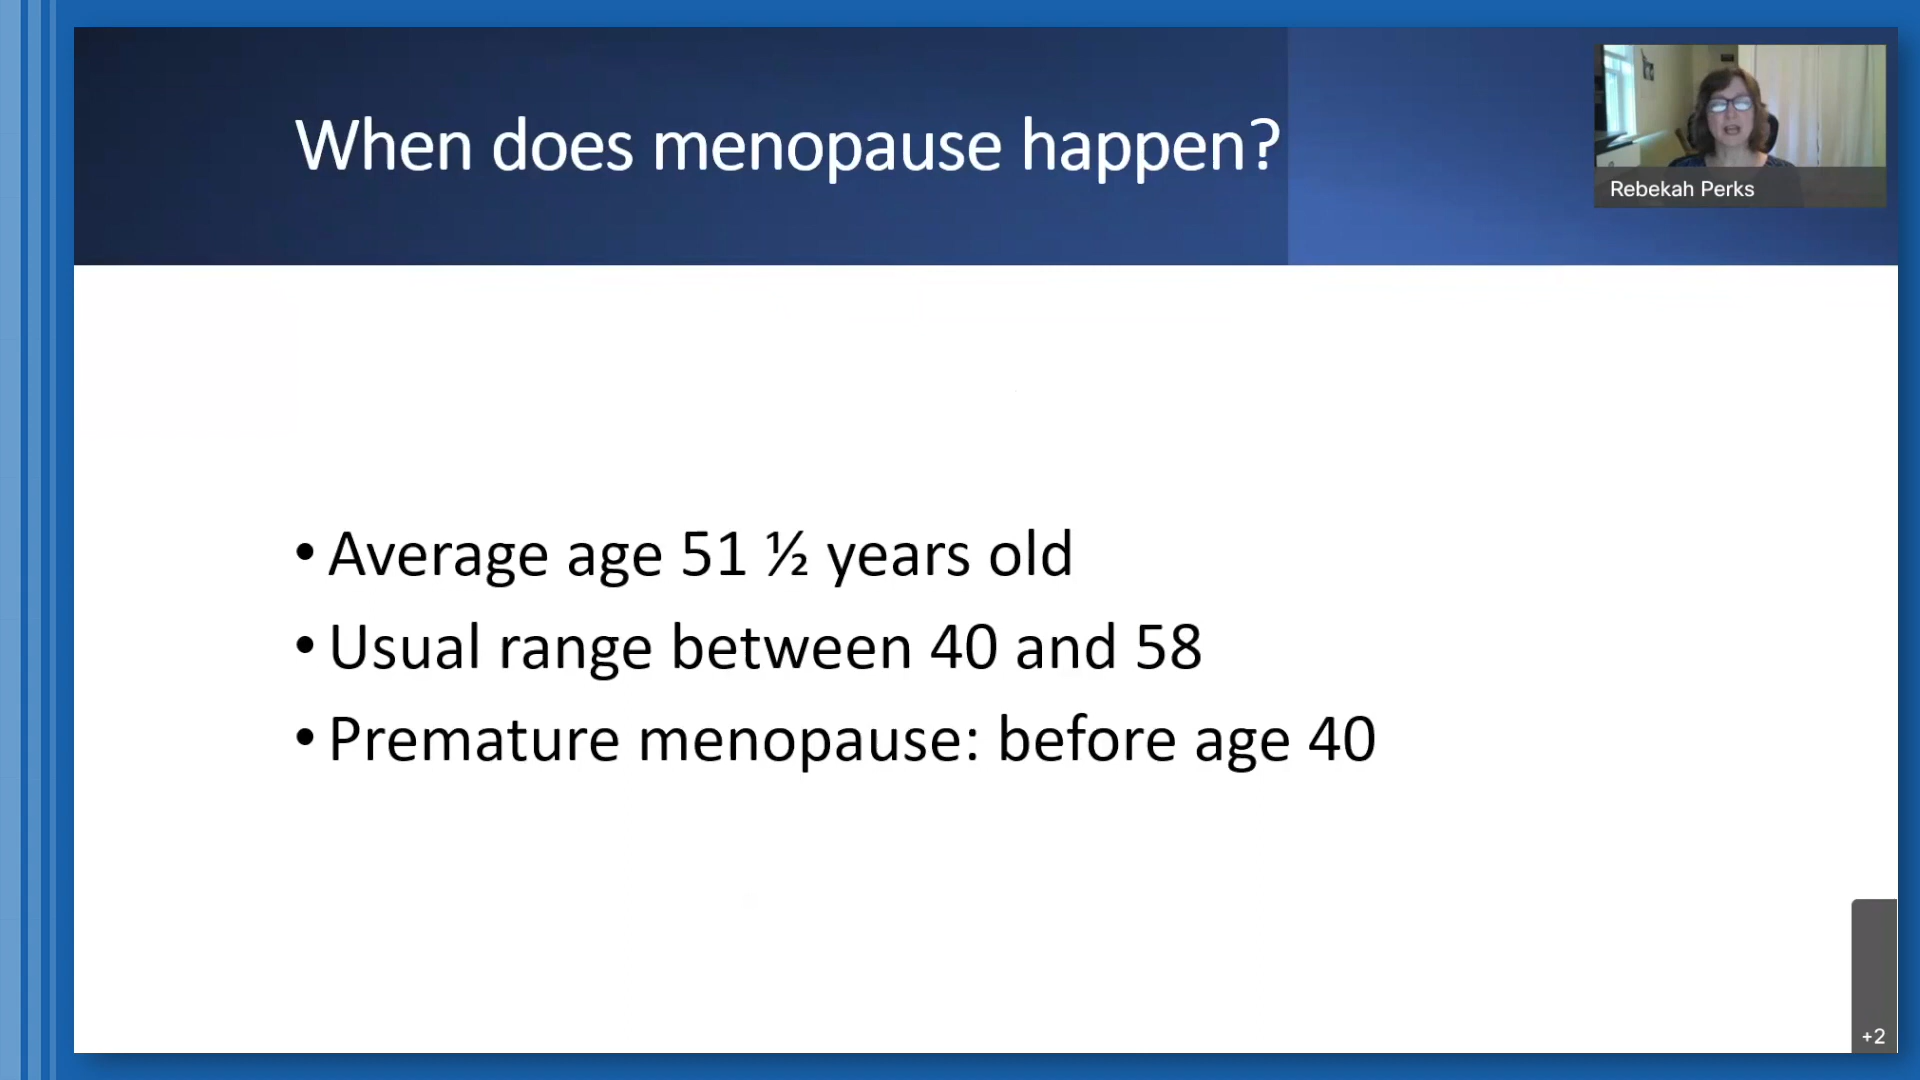 When does menopause happen?
Rebekah Perks
• Average age 51 ½ years old
• Usual range between 40 and 58
• Premature menopause: before age 40
+2